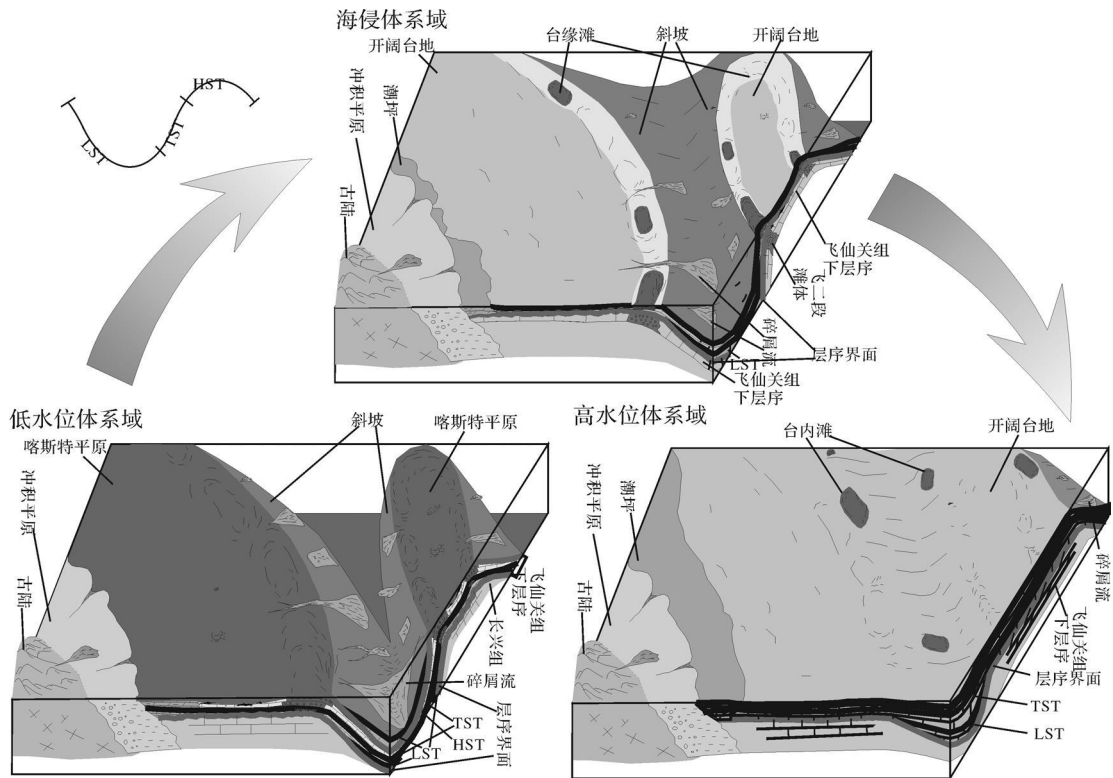 海侵体系域
开阔台地
台缘滩
斜坡
开阔台地
冲积平原
潮坪
古陆
HST
TST
LST
飞仙关组
下层序
飞二段
滩体
碎屑流
层序界面
LST
飞仙关组
下层序
低水位体系域
喀斯特平原
斜坡
喀斯特平原
冲积平原
古陆
飞仙关组
下层序
长兴组
碎屑流
层序界面
TST
HST
LST
高水位体系域
台内滩
开阔台地
冲积平原
潮坪
古陆
碎屑流
飞仙关组
下层序
层序界面
TST
LST